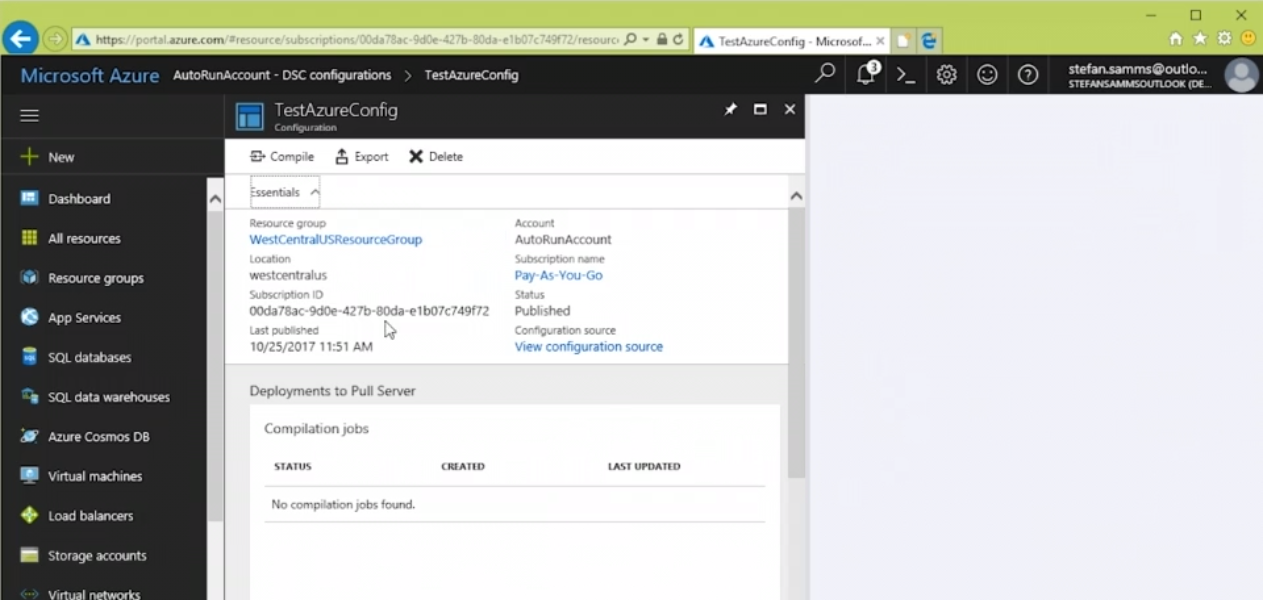 https://portal.azure.com/#resource/subscriptions/00da78ac-9d0e-427b-80da-e1b07c749f72/resourc
TestAzureConfig - Microsof...
Microsoft Azure AutoRunAccount - DSC configurations > TestAzureConfig
3
stefan.samms@outlo...
STEFANSAMMSOUTLOOK (DE...
TestAzureConfig
Configuration
New
Compile Export Delete
Dashboard
Essentials
All resources
Resource group
WestCentralUSResourceGroup
Account
AutoRunAccount
Resource groups
Location
westcentralus
Subscription name
Pay-As-You-Go
App Services
Subscription ID
00da78ac-9d0e-427b-80da-e1b07c749f72
Status
Published
SQL databases
Last published
10/25/2017 11:51 AM
Configuration source
View configuration source
SQL data warehouses
Deployments to Pull Server
Azure Cosmos DB
Compilation jobs
Virtual machines
STATUS CREATED LAST UPDATED
Load balancers
No compilation jobs found.
Storage accounts
Virtual networks